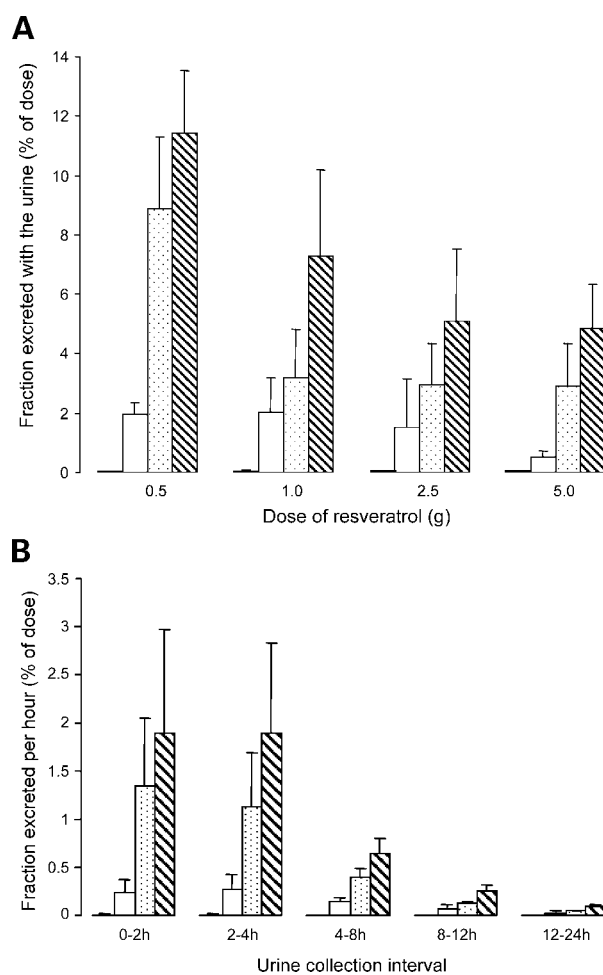 A
Fraction excreted with the urine (% of dose)
14
12
10
8
6
4
2
0
0.5 1.0 2.5 5.0
Dose of resveratrol (g)
B
Fraction excreted per hour (% of dose)
3.5
3
2.5
2
1.5
1
0.5
0
0-2h 2-4h 4-8h 8-12h 12-24h
Urine collection interval